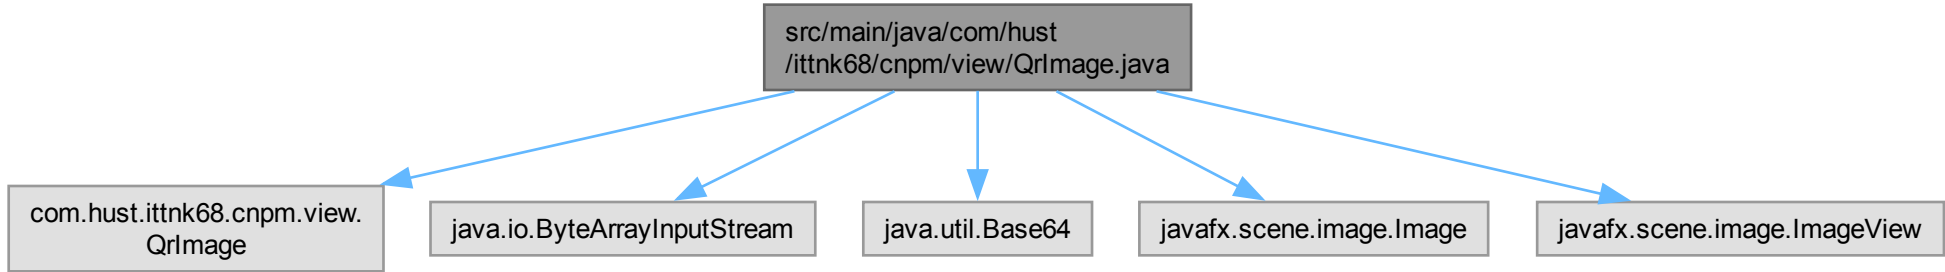 src/main/java/com/hust
/ittnk68/cnpm/view/QrImage.java
com.hust.ittnk68.cnpm.view.
QrImage
java.io.ByteArrayInputStream
java.util.Base64
javafx.scene.image.Image
javafx.scene.image.ImageView